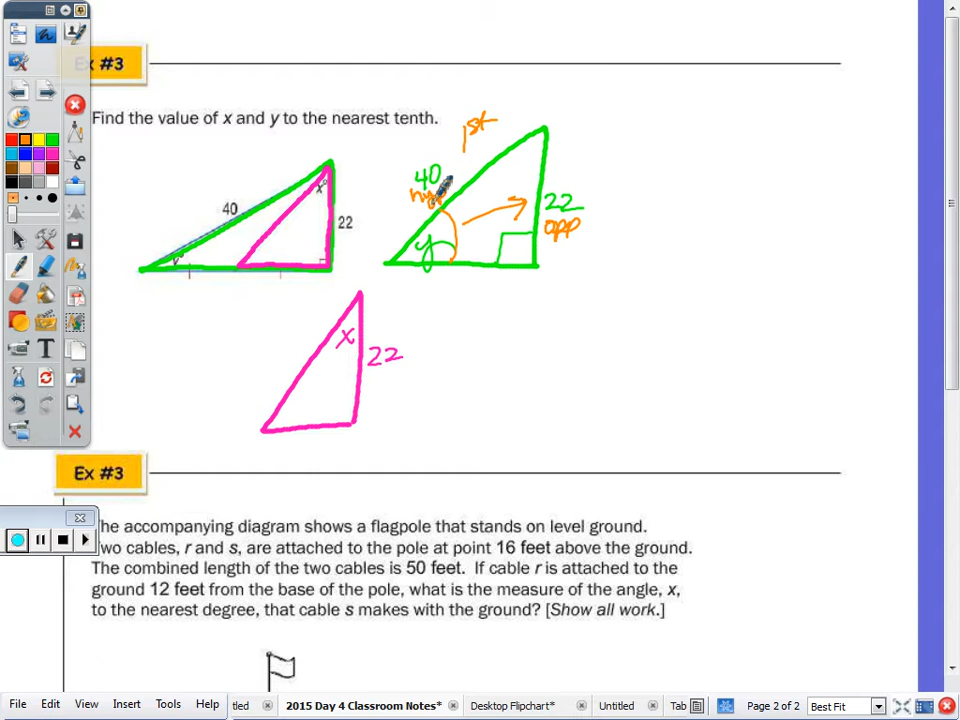 Ex #3
Find the value of x and y to the nearest tenth.
1st
40
hyp
22
opp
y
40
x°
22
y°
x
22
Ex #3
The accompanying diagram shows a flagpole that stands on level ground.
Two cables, r and s, are attached to the pole at point 16 feet above the ground.
The combined length of the two cables is 50 feet. If cable r is attached to the
ground 12 feet from the base of the pole, what is the measure of the angle, x,
to the nearest degree, that cable s makes with the ground? [Show all work.]
File Edit View Insert Tools Help
tled 2015 Day 4 Classroom Notes* Desktop Flipchart* Untitled Tab Page 2 of 2 Best Fit